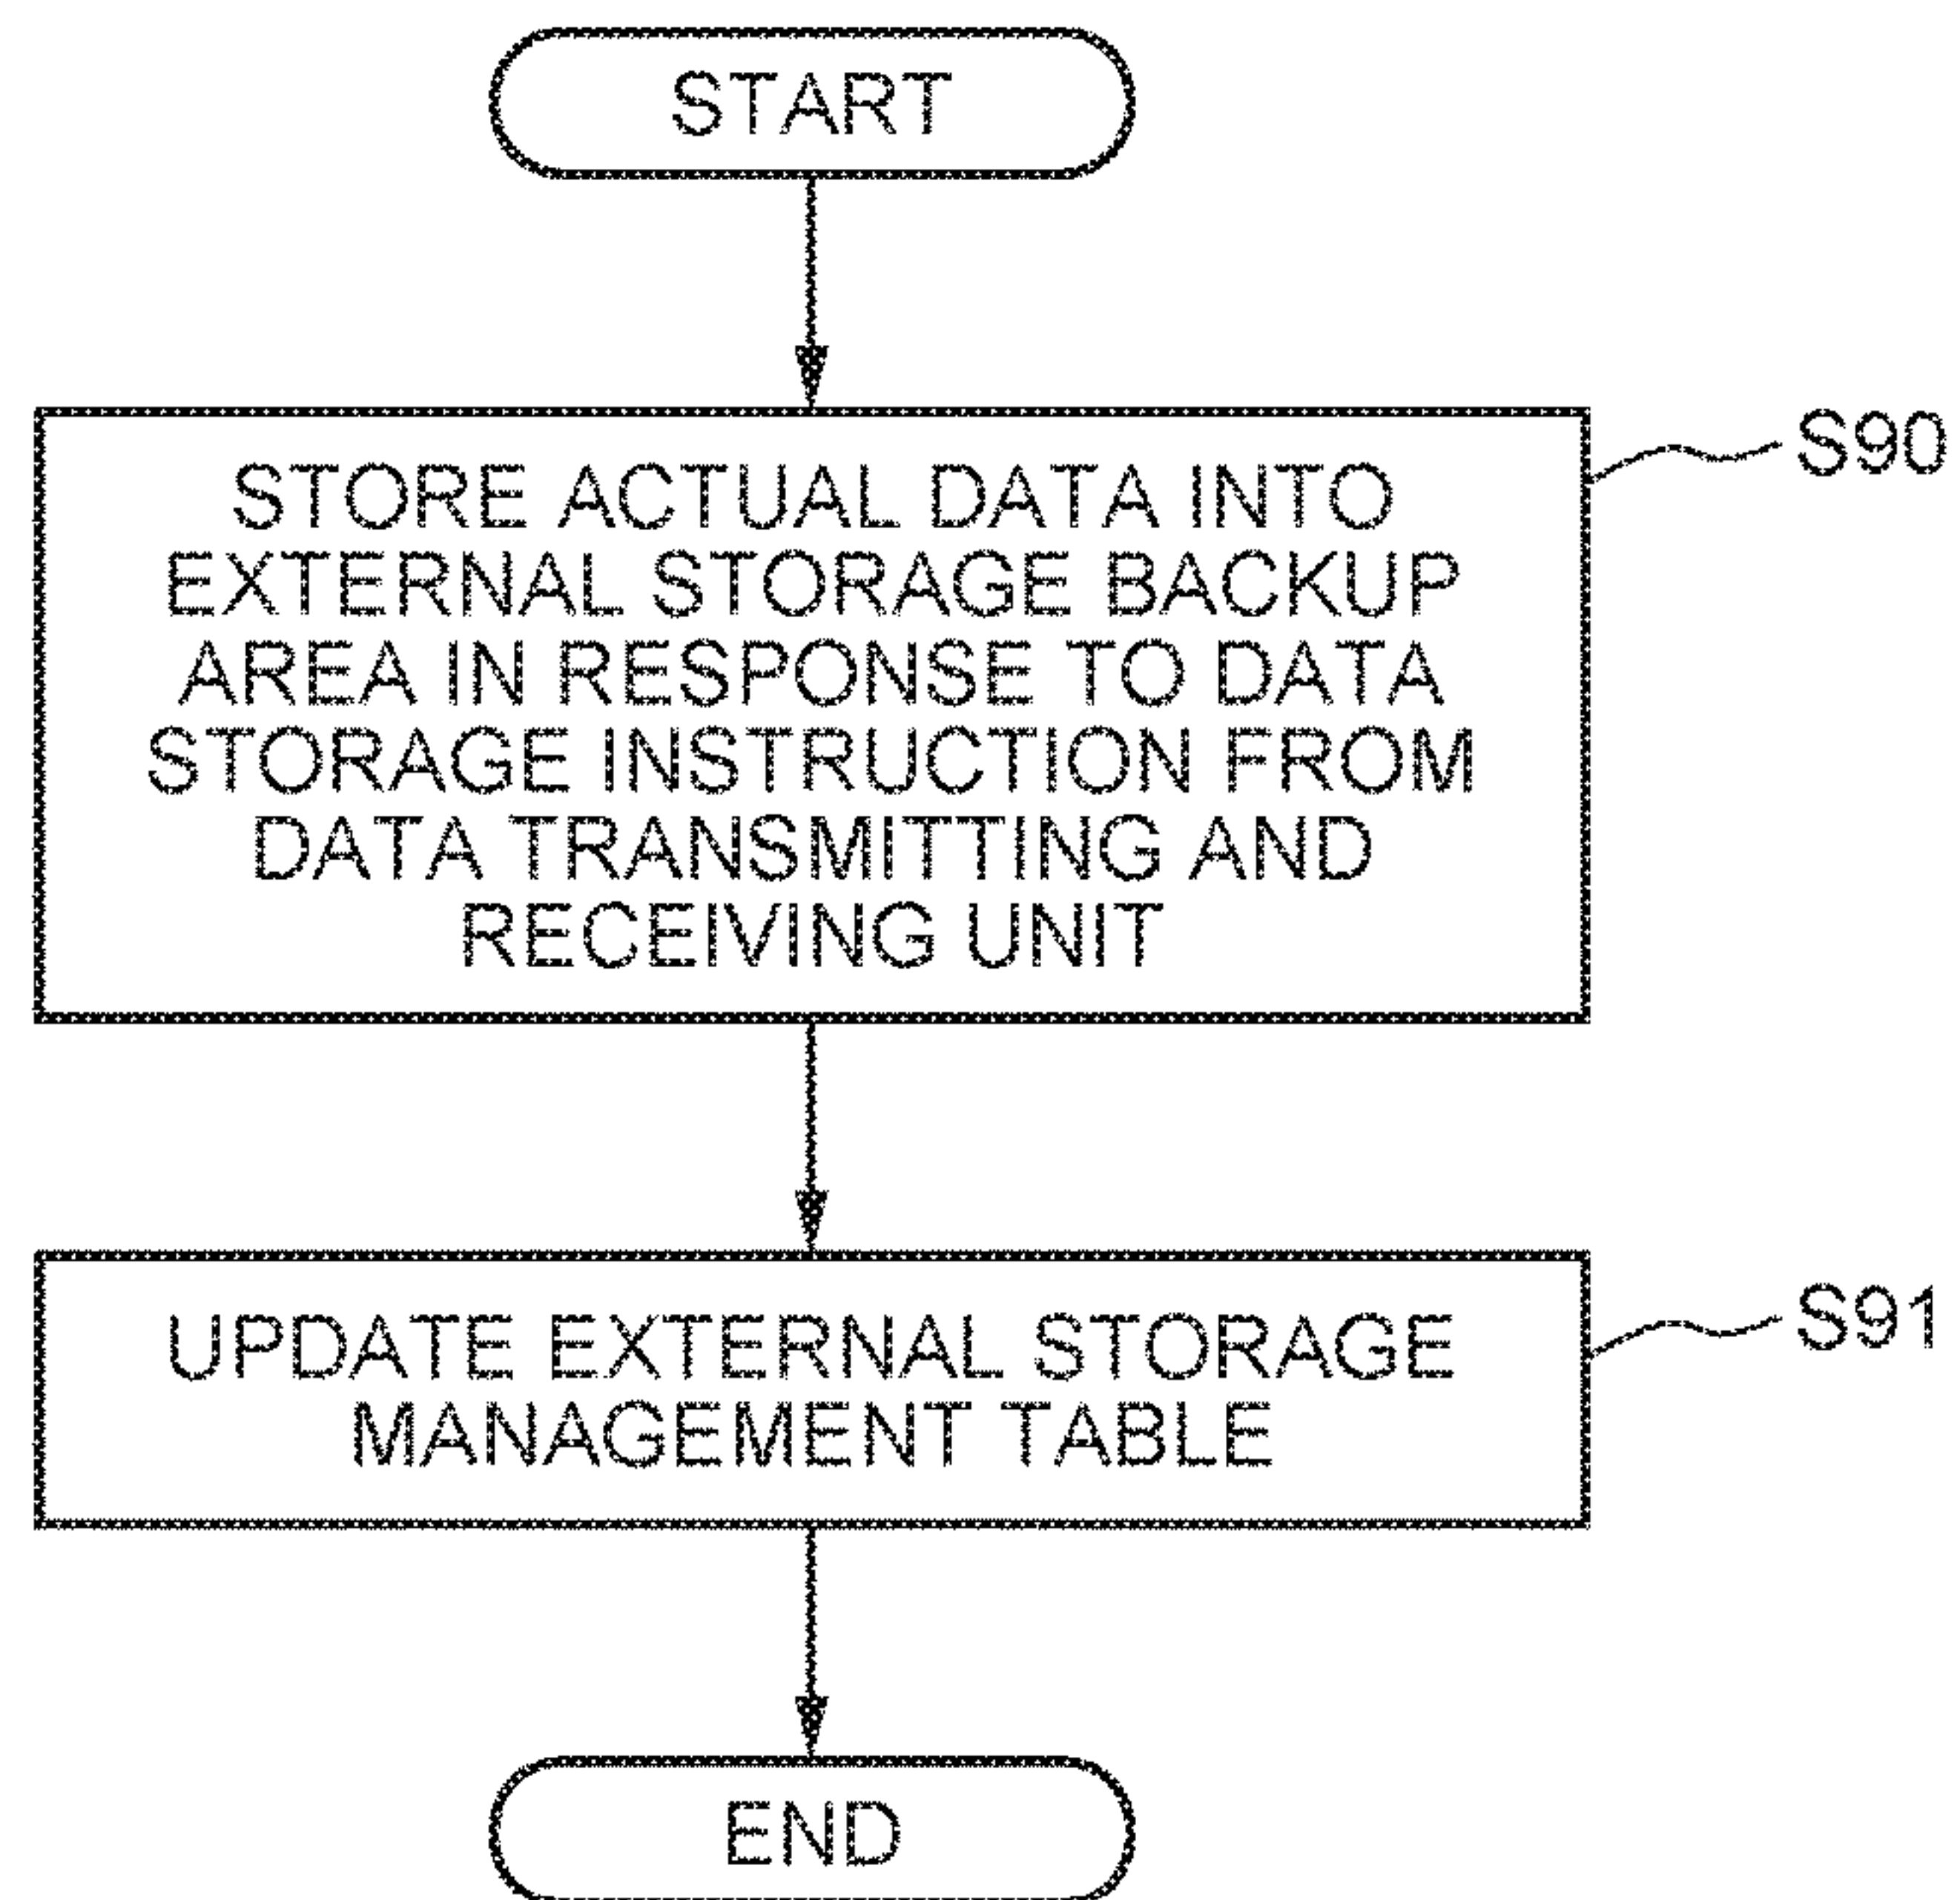 START
STORE ACTUAL DATA INTO
EXTERNAL STORAGE BACKUP
AREA IN RESPONSE TO DATA
STORAGE INSTRUCTION FROM
DATA TRANSMITTING AND
RECEIVING UNIT
S90
UPDATE EXTERNAL STORAGE
MANAGEMENT TABLE
S91
END